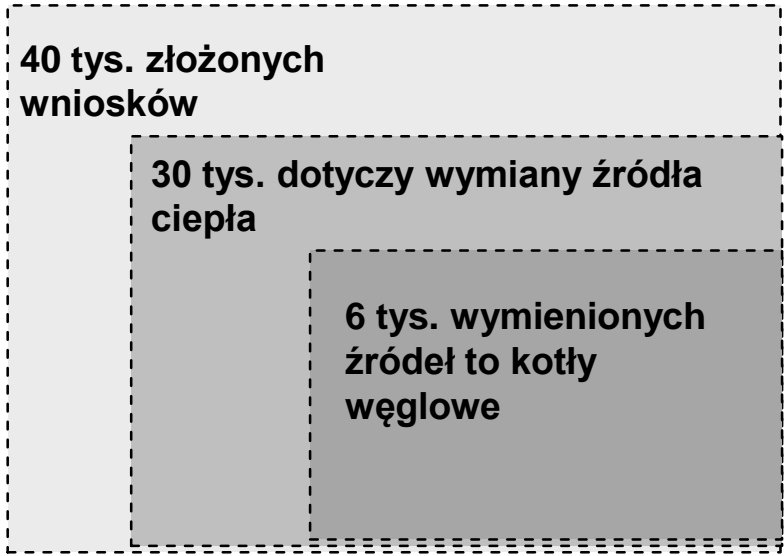 40 tys. złożonych
wniosków
30 tys. dotyczy wymiany źródła
ciepła
6 tys. wymienionych
źródeł to kotły
węglowe